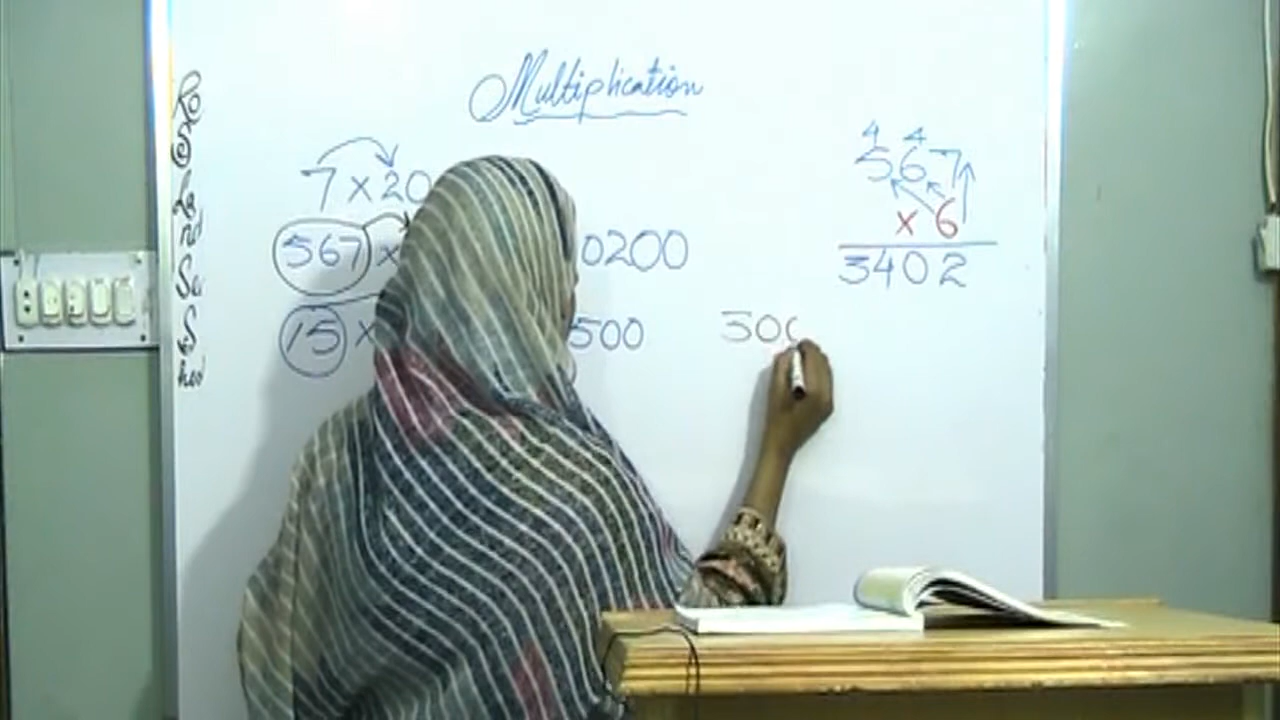 Multiplication
7 x 20
567 x 0200
15 x 500
500
4 4
567
x 6
3402